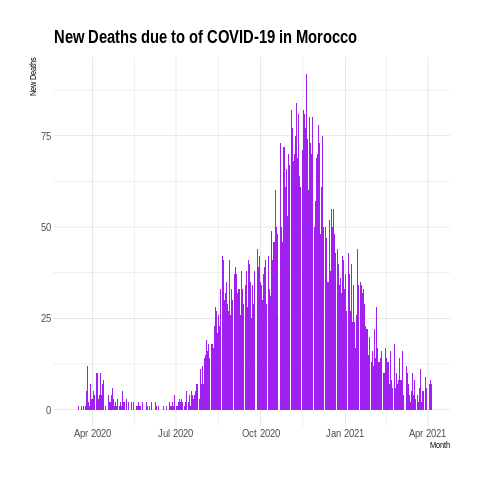 New Deaths due to of COVID-19 in Morocco
New Deaths
75
50
25
0
Apr 2020
Jul 2020
Oct 2020
Jan 2021
Apr 2021
Month